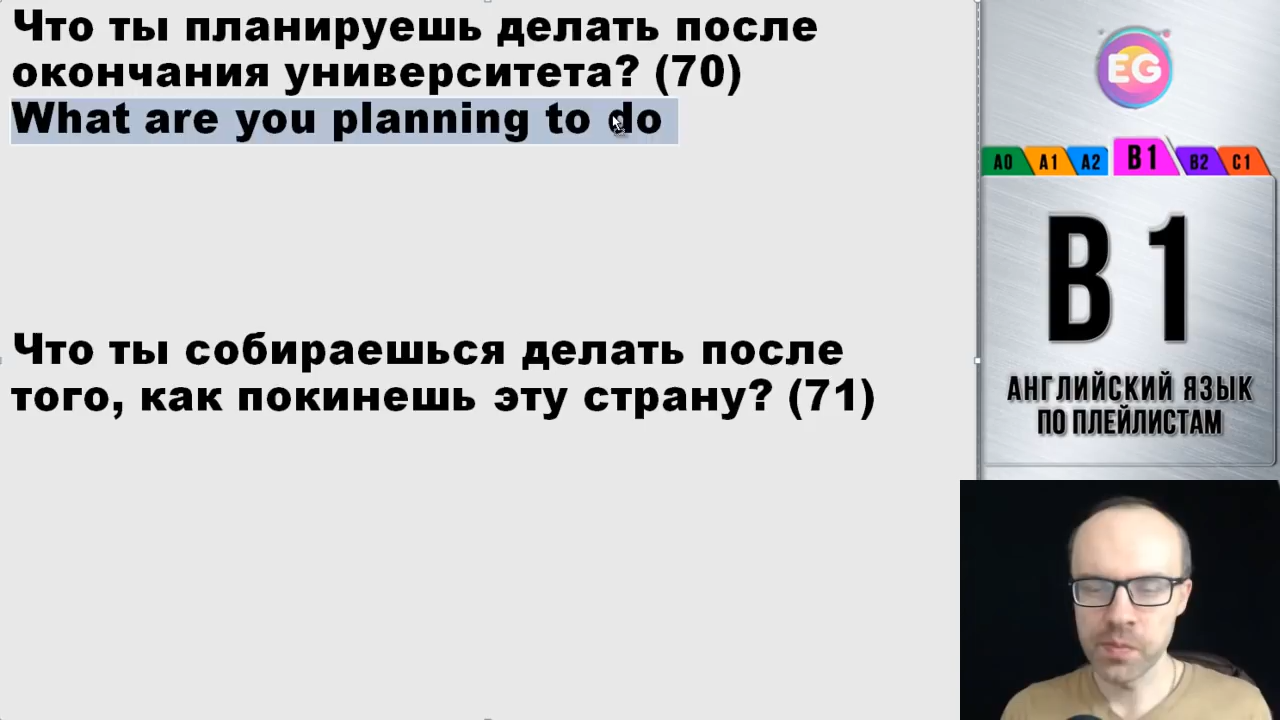 Что ты планируешь делать после
окончания университета? (70)
What are you planning to do
Что ты собираешься делать после
того, как покинешь эту страну? (71)
EG
A0 A1 A2 B1 B2 C1
B1
АНГЛИЙСКИЙ ЯЗЫК
ПО ПЛЕЙЛИСТАМ